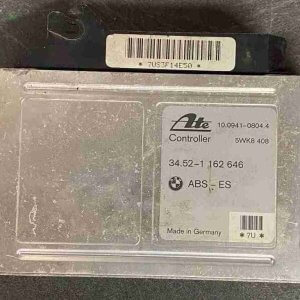 * 7US3F14E50 *
Ate
10.0941-0804.4
Controller
5WK8 408
34.52-1 162 646
ABS - ES
Made in Germany
* 7U *